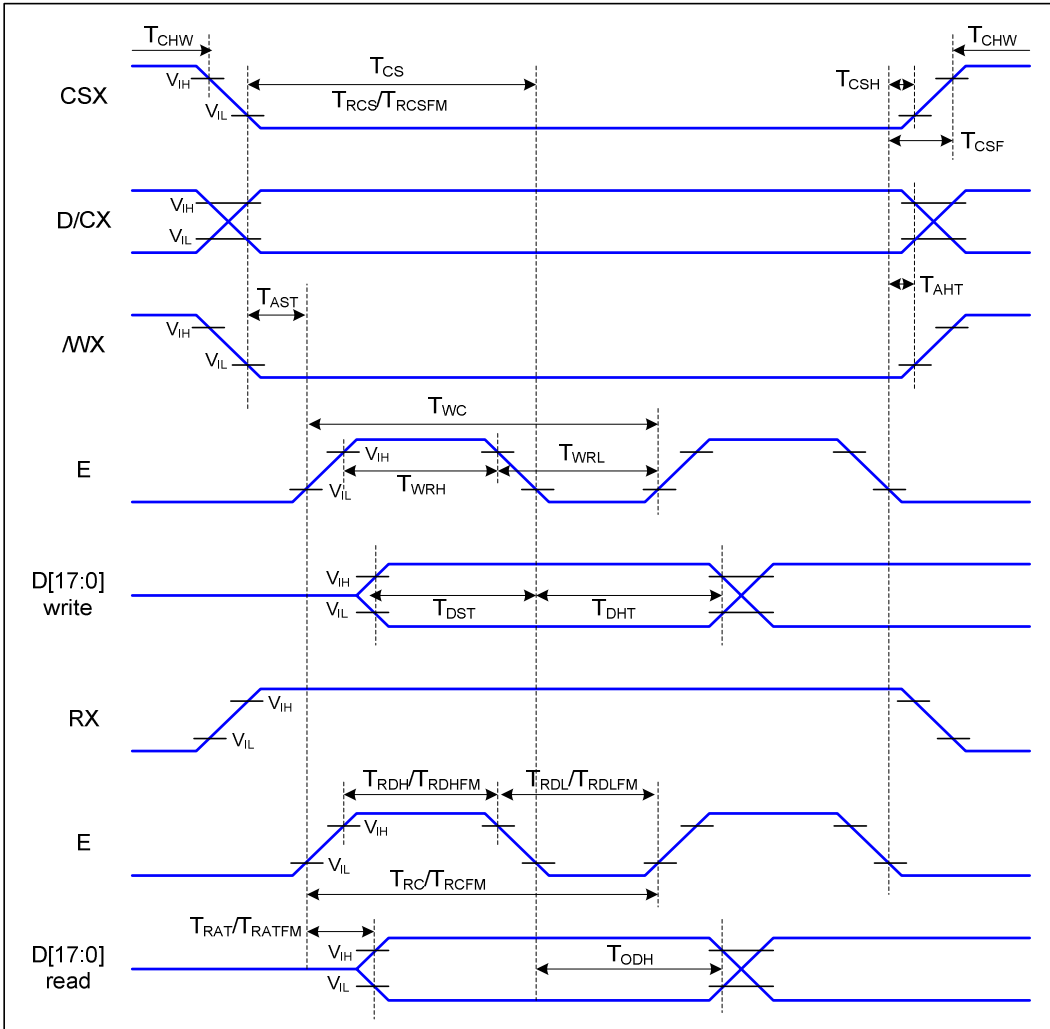 TCHW
TCHW
VIH
TCS
TCSH
CSX
TRCS/TRCSFM
VIL
TCSF
VIH
D/CX
VIL
TAST
TAHT
VIH
/WX
VIL
TWC
E
VIH
TWRL
TWRH
VIL
D[17:0]
write
VIH
TDST
TDHT
VIL
RX
VIH
VIL
TRDH/TRDHFM
TRDL/TRDLFM
E
VIH
VIL
TRC/TRCFM
TRAT/TRATFM
D[17:0]
read
VIH
TODH
VIL